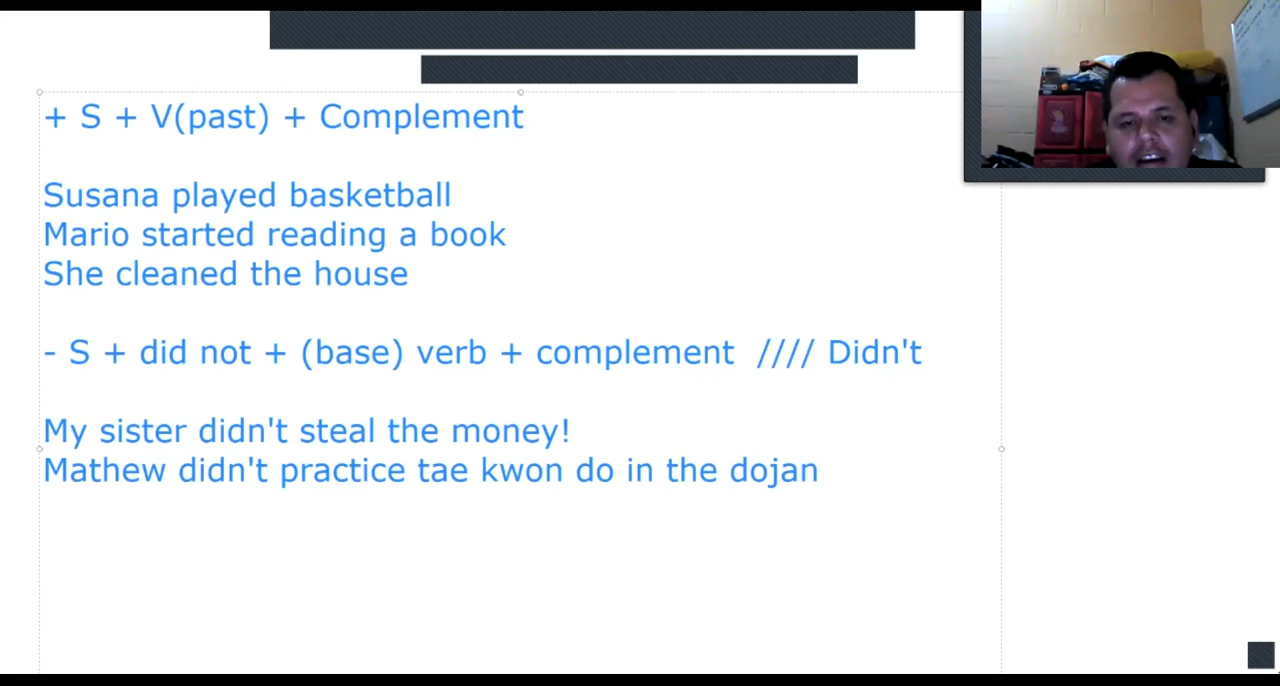 + S + V(past) + Complement
Susana played basketball
Mario started reading a book
She cleaned the house
- S + did not + (base) verb + complement //// Didn't
My sister didn't steal the money!
Mathew didn't practice tae kwon do in the dojan